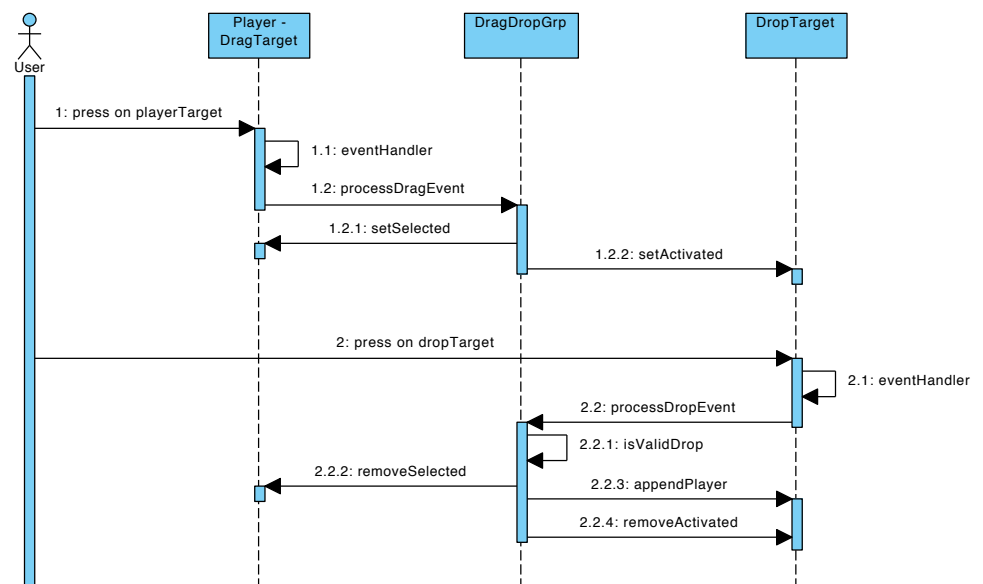 User
Player -
DragTarget
DragDropGrp
DropTarget
1: press on playerTarget
1.1: eventHandler
1.2: processDragEvent
1.2.1: setSelected
1.2.2: setActivated
2: press on dropTarget
2.1: eventHandler
2.2: processDropEvent
2.2.1: isValidDrop
2.2.2: removeSelected
2.2.3: appendPlayer
2.2.4: removeActivated